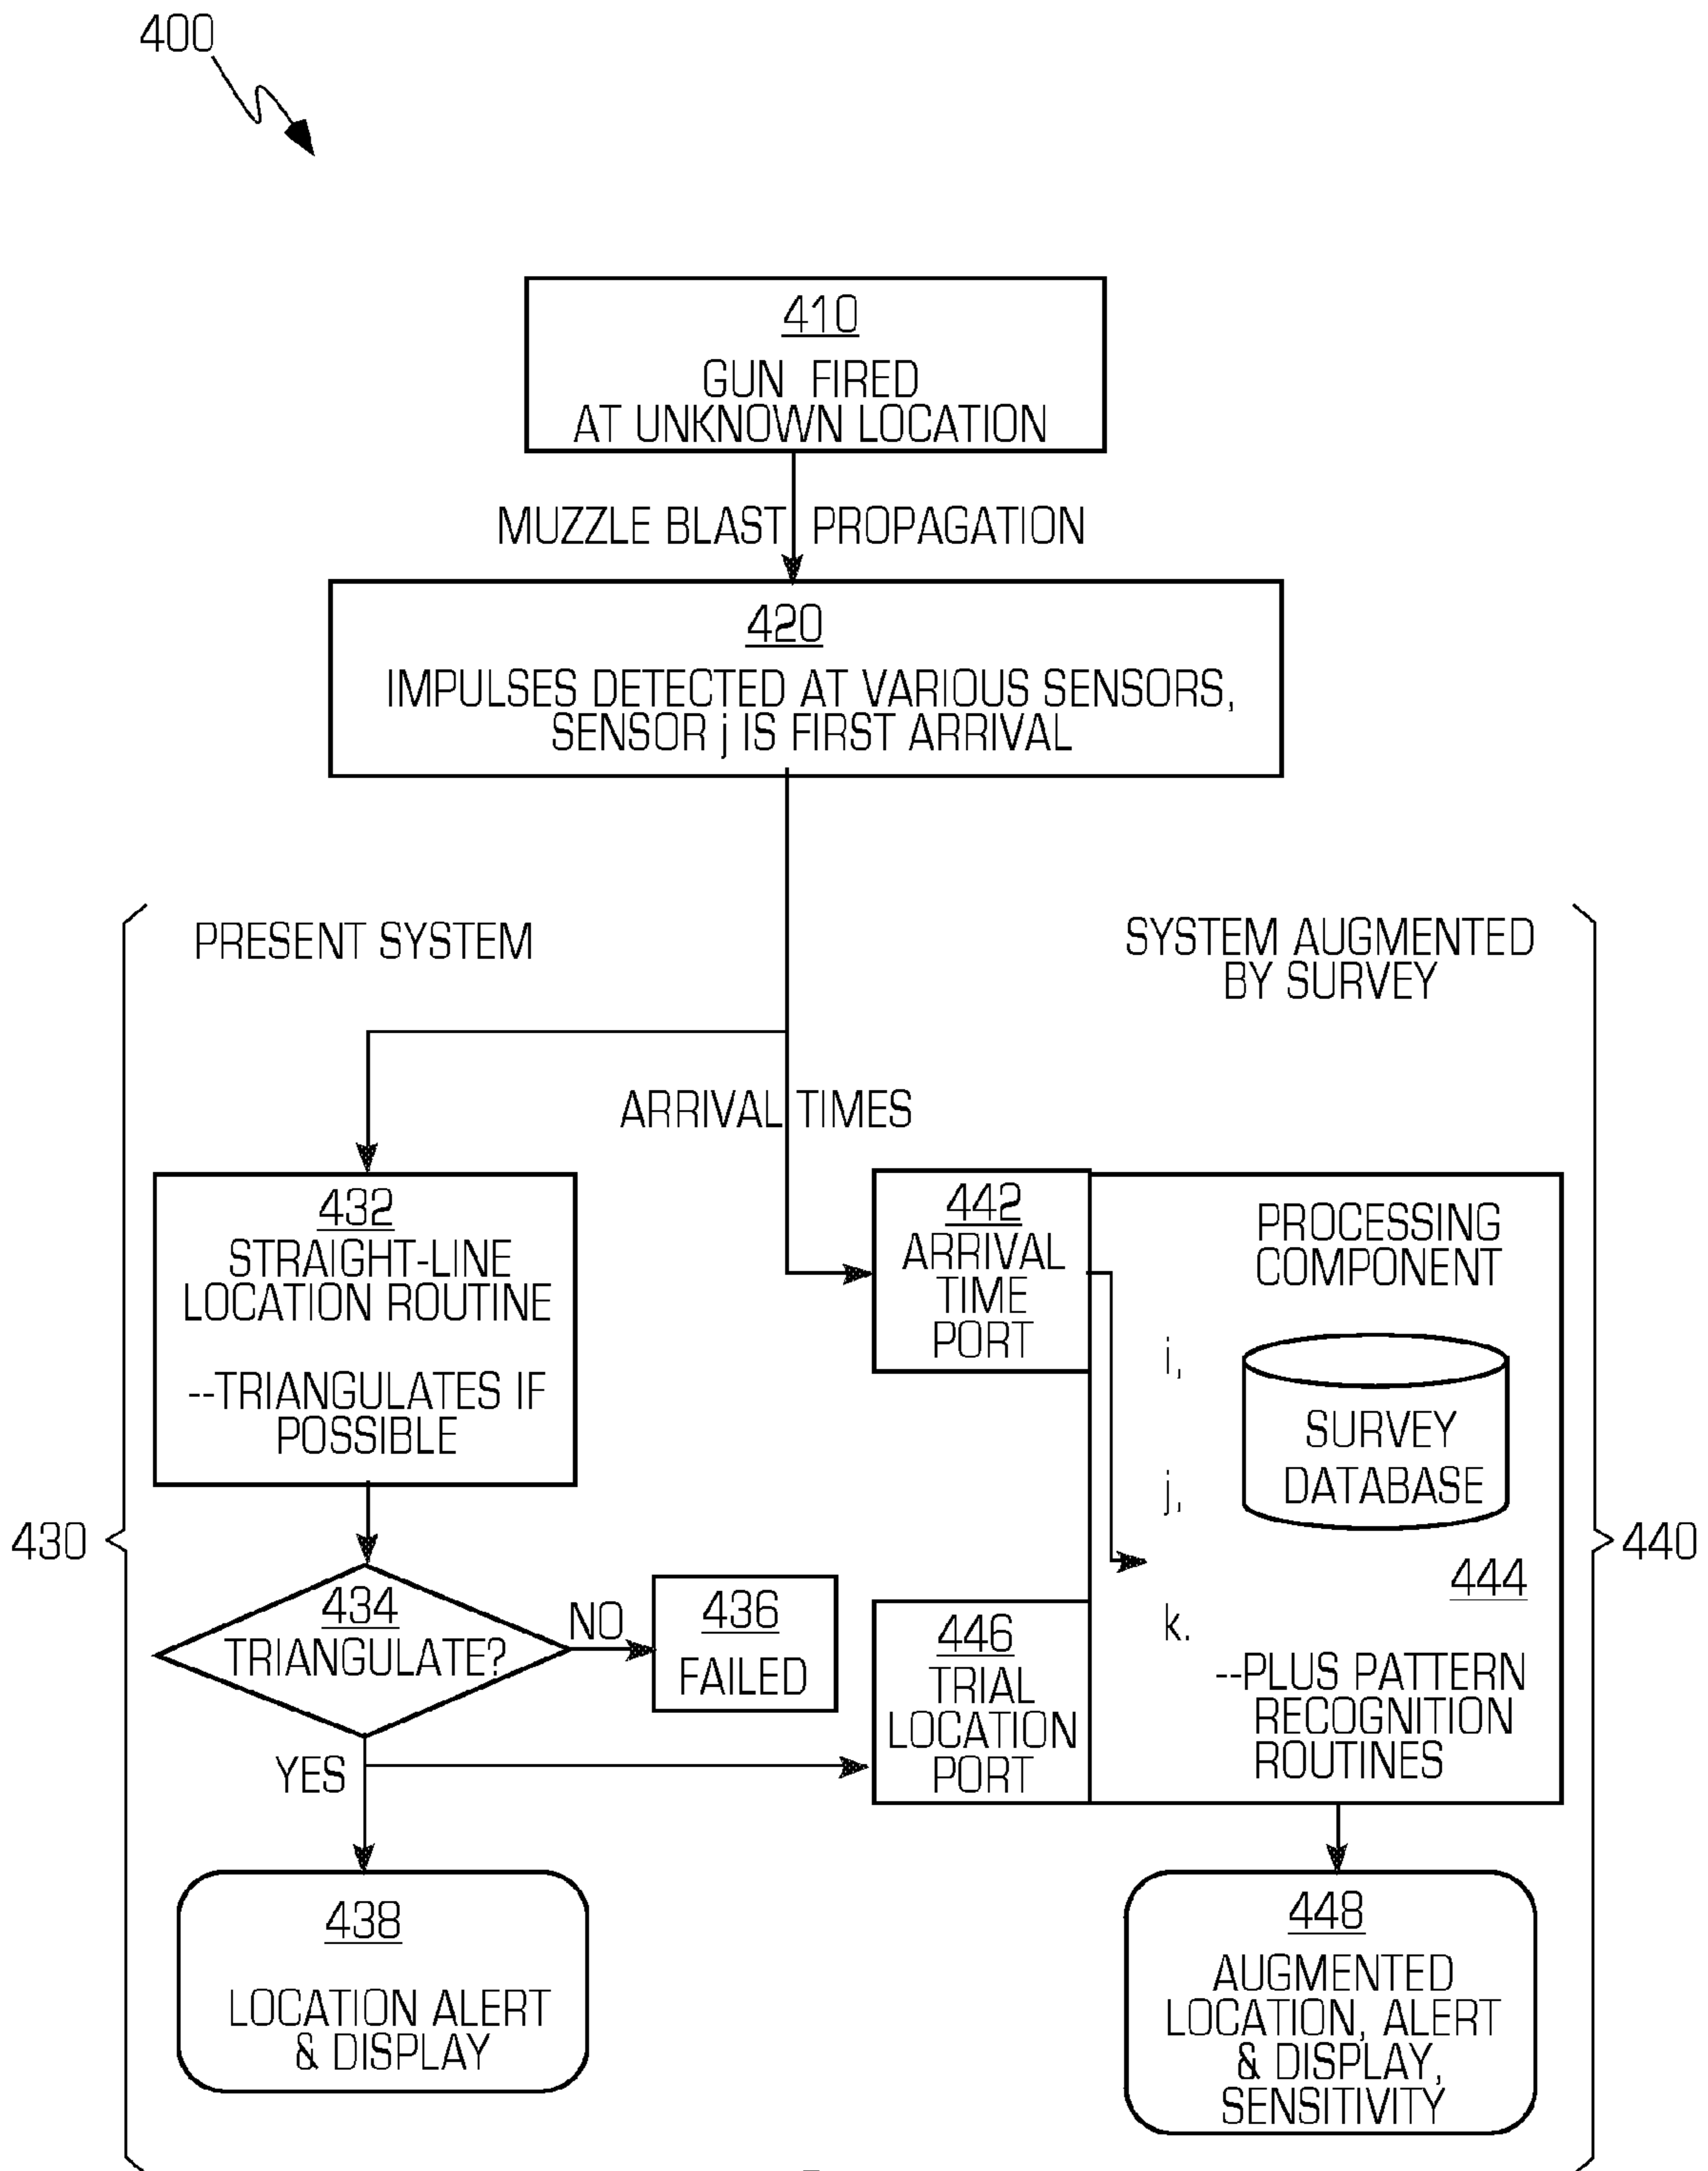 400
410
GUN FIRED
AT UNKNOWN LOCATION
MUZZLE BLAST PROPAGATION
420
IMPULSES DETECTED AT VARIOUS SENSORS,
SENSOR j IS FIRST ARRIVAL
PRESENT SYSTEM
SYSTEM AUGMENTED
BY SURVEY
ARRIVAL TIMES
430
432
STRAIGHT-LINE
LOCATION ROUTINE
--TRIANGULATES IF
POSSIBLE
442
ARRIVAL
TIME
PORT
PROCESSING
COMPONENT
i,
j,
k.
SURVEY
DATABASE
444
--PLUS PATTERN
RECOGNITION
ROUTINES
440
434
TRIANGULATE?
NO
436
FAILED
YES
446
TRIAL
LOCATION
PORT
438
LOCATION ALERT
& DISPLAY
448
AUGMENTED
LOCATION, ALERT
& DISPLAY,
SENSITIVITY